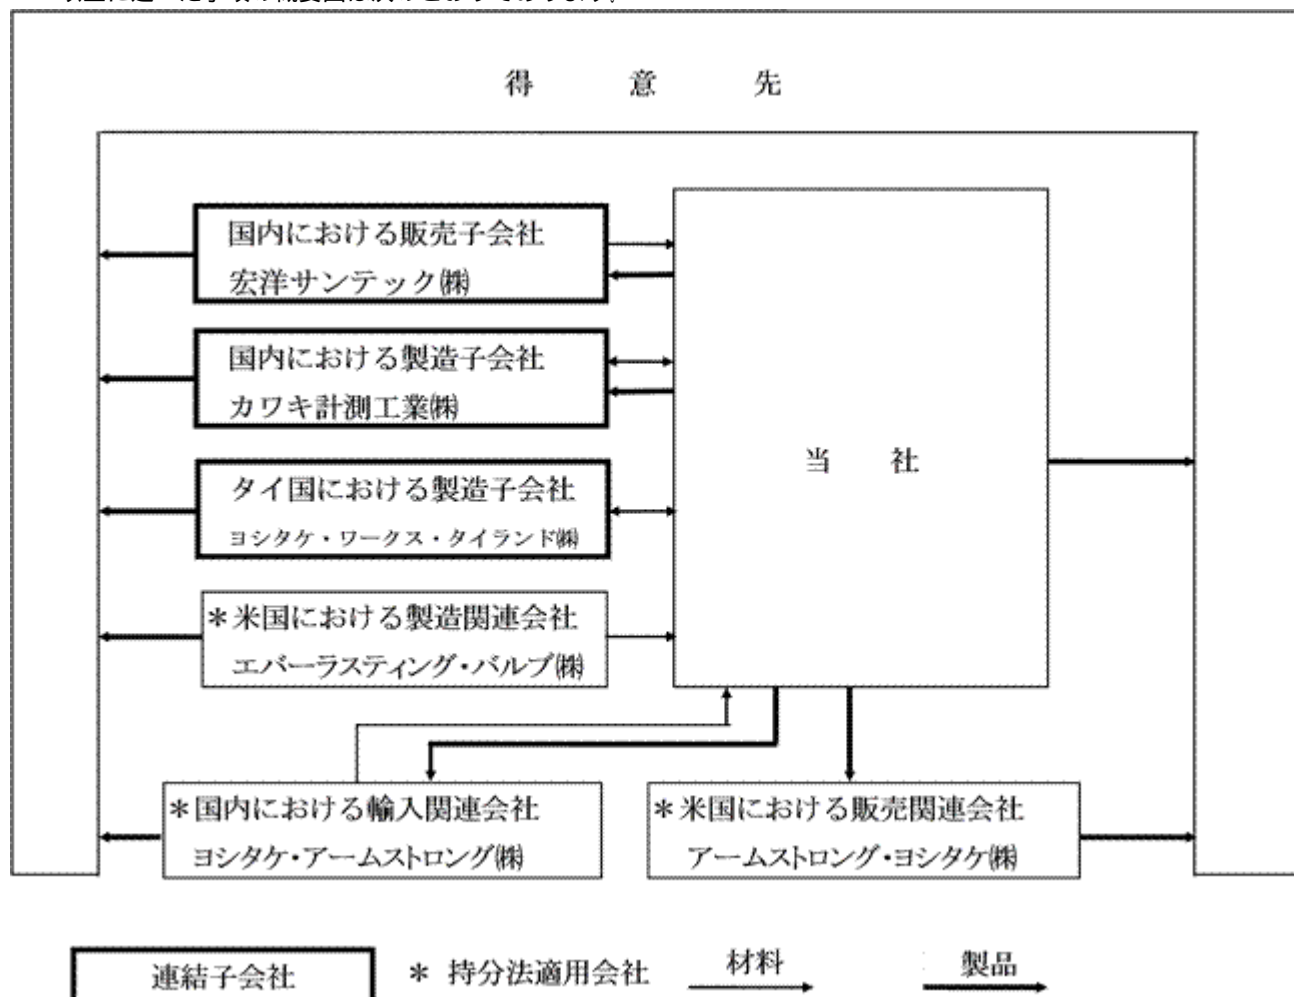 得意先
国内における販売子会社
宏洋サンテック㈱
国内における製造子会社
カワキ計測工業㈱
当社
タイ国における製造子会社
ヨシタケ・ワークス・タイランド㈱
*米国における製造関連会社
エバーラスティング・バルブ㈱
*国内における輸入関連会社
ヨシタケ・アームストロング㈱
*米国における販売関連会社
アームストロング・ヨシタケ㈱
連結子会社
* 持分法適用会社
材料
製品